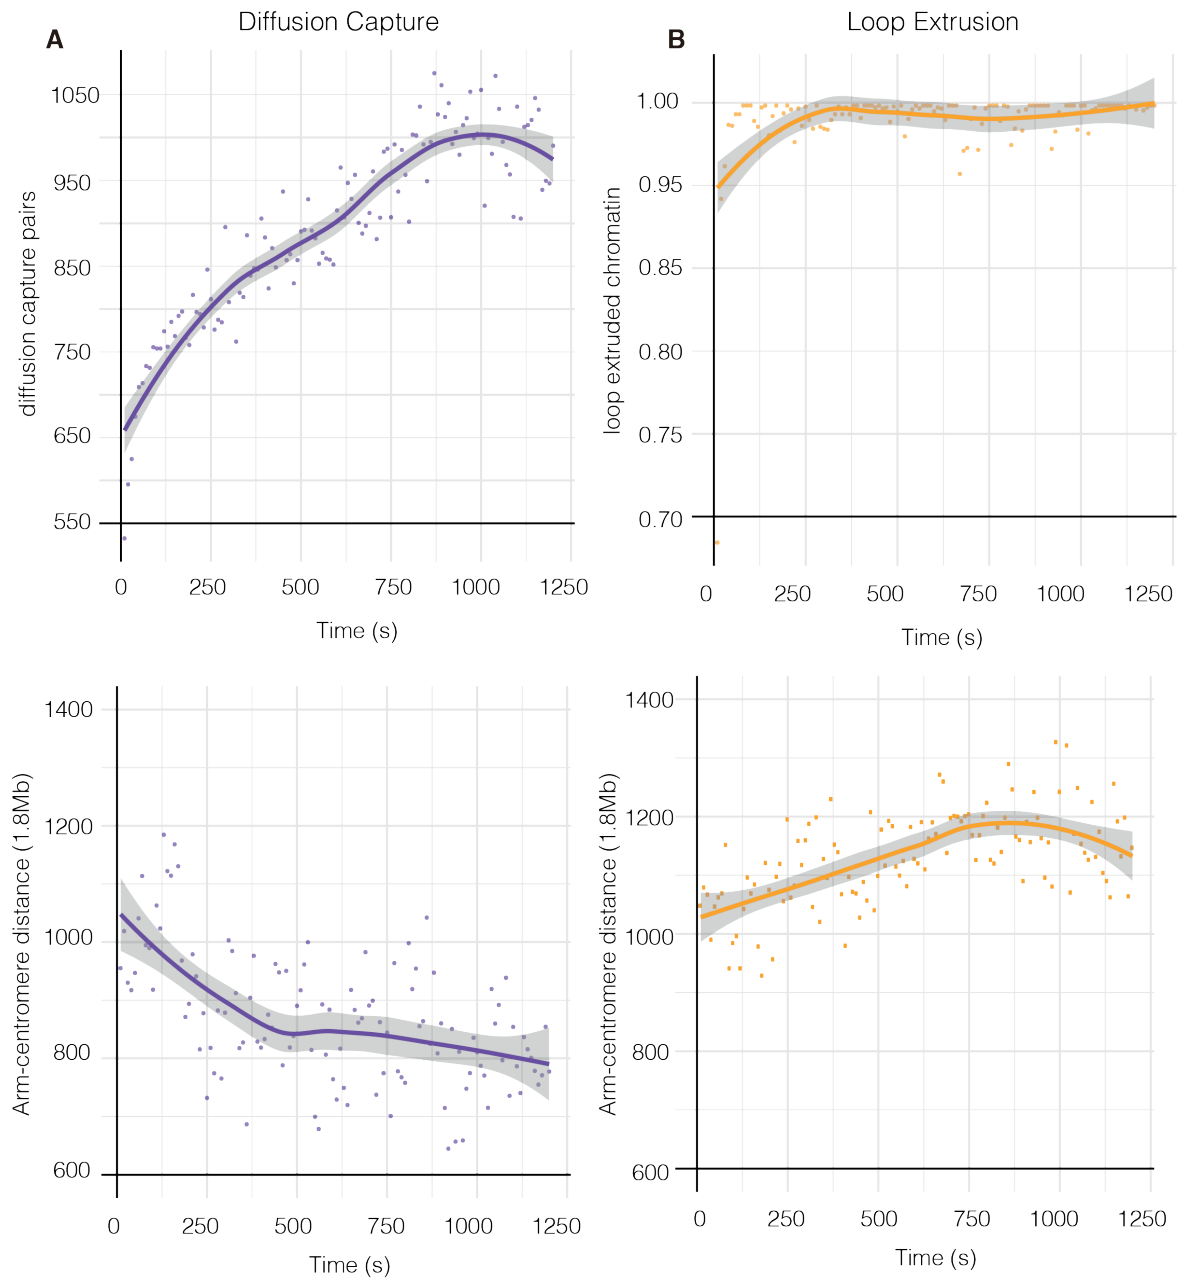 Diffusion Capture
Loop Extrusion
A
B
diffusion capture pairs
1050
950
850
750
650
550
0 250 500 750 1000 1250
Time (s)
loop extruded chromatin
1.00
0.95
0.85
0.80
0.75
0.70
0 250 500 750 1000 1250
Time (s)
Arm-centromere distance (1.8Mb)
1400
1200
1000
800
600
0 250 500 750 1000 1250
Time (s)
Arm-centromere distance (1.8Mb)
1400
1200
1000
800
600
0 250 500 750 1000 1250
Time (s)